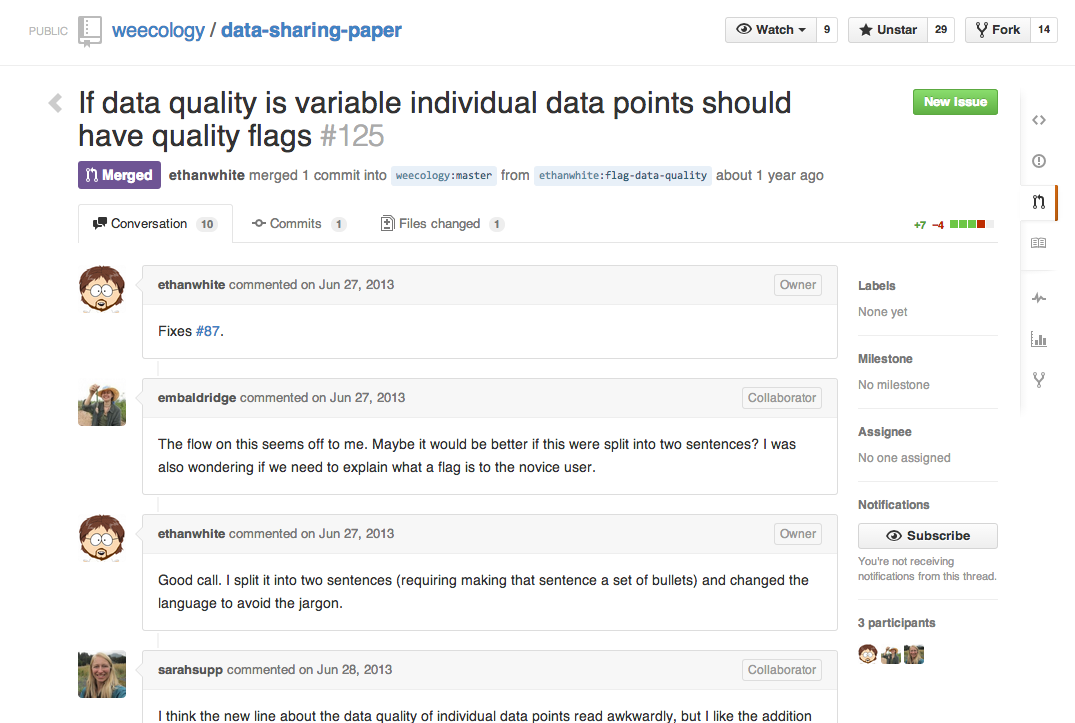 PUBLIC weecology / data-sharing-paper
Watch 9 Unstar 29 Fork 14
If data quality is variable individual data points should
have quality flags #125
New Issue
Merged ethanwhite merged 1 commit into weecology:master from ethanwhite:flag-data-quality about 1 year ago
Conversation 10 Commits 1 Files changed 1
+7 −4
ethanwhite commented on Jun 27, 2013 Owner
Fixes #87.
embaldridge commented on Jun 27, 2013 Collaborator
The flow on this seems off to me. Maybe it would be better if this were split into two sentences? I was
also wondering if we need to explain what a flag is to the novice user.
ethanwhite commented on Jun 27, 2013 Owner
Good call. I split it into two sentences (requiring making that sentence a set of bullets) and changed the
language to avoid the jargon.
sarahsupp commented on Jun 28, 2013 Collaborator
I think the new line about the data quality of individual data points read awkwardly, but I like the addition
Labels
None yet
Milestone
No milestone
Assignee
No one assigned
Notifications
Subscribe
You're not receiving
notifications from this thread.
3 participants